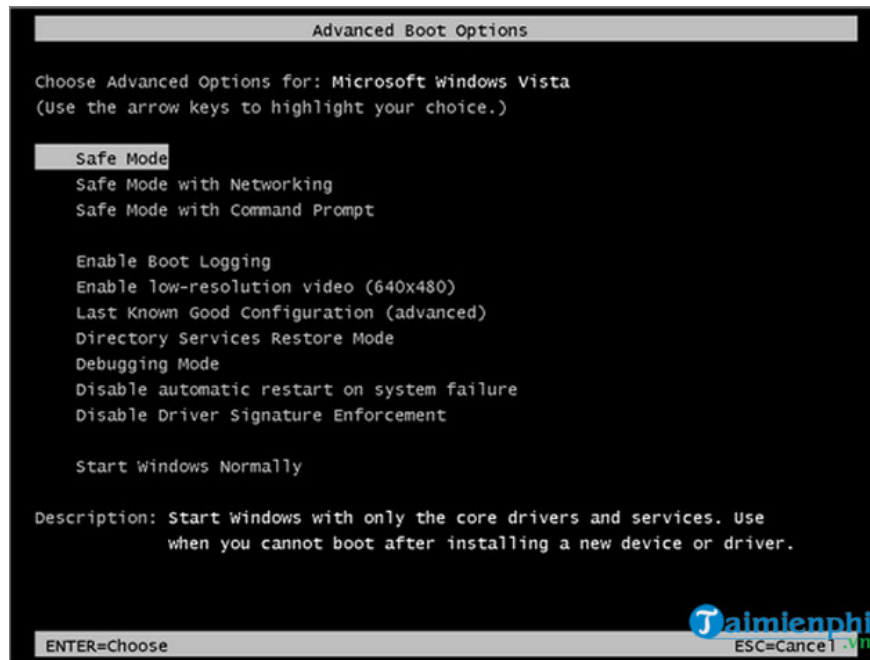 Advanced Boot Options
Choose Advanced Options for: Microsoft Windows Vista
(Use the arrow keys to highlight your choice.)
Safe Mode
Safe Mode with Networking
Safe Mode with Command Prompt
Enable Boot Logging
Enable low-resolution video (640x480)
Last Known Good Configuration (advanced)
Directory Services Restore Mode
Debugging Mode
Disable automatic restart on system failure
Disable Driver Signature Enforcement
Start Windows Normally
Description: Start Windows with only the core drivers and services. Use
when you cannot boot after installing a new device or driver.
Taimienphi
.vn
ENTER=Choose ESC=Cancel